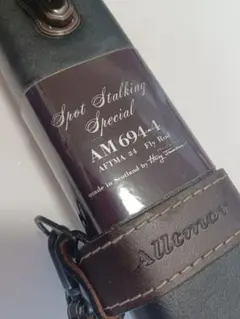 Spot Stalking
Special
AM 694-4
AFTMA #4 Fly Rod
made in Scotland by
Alltmor